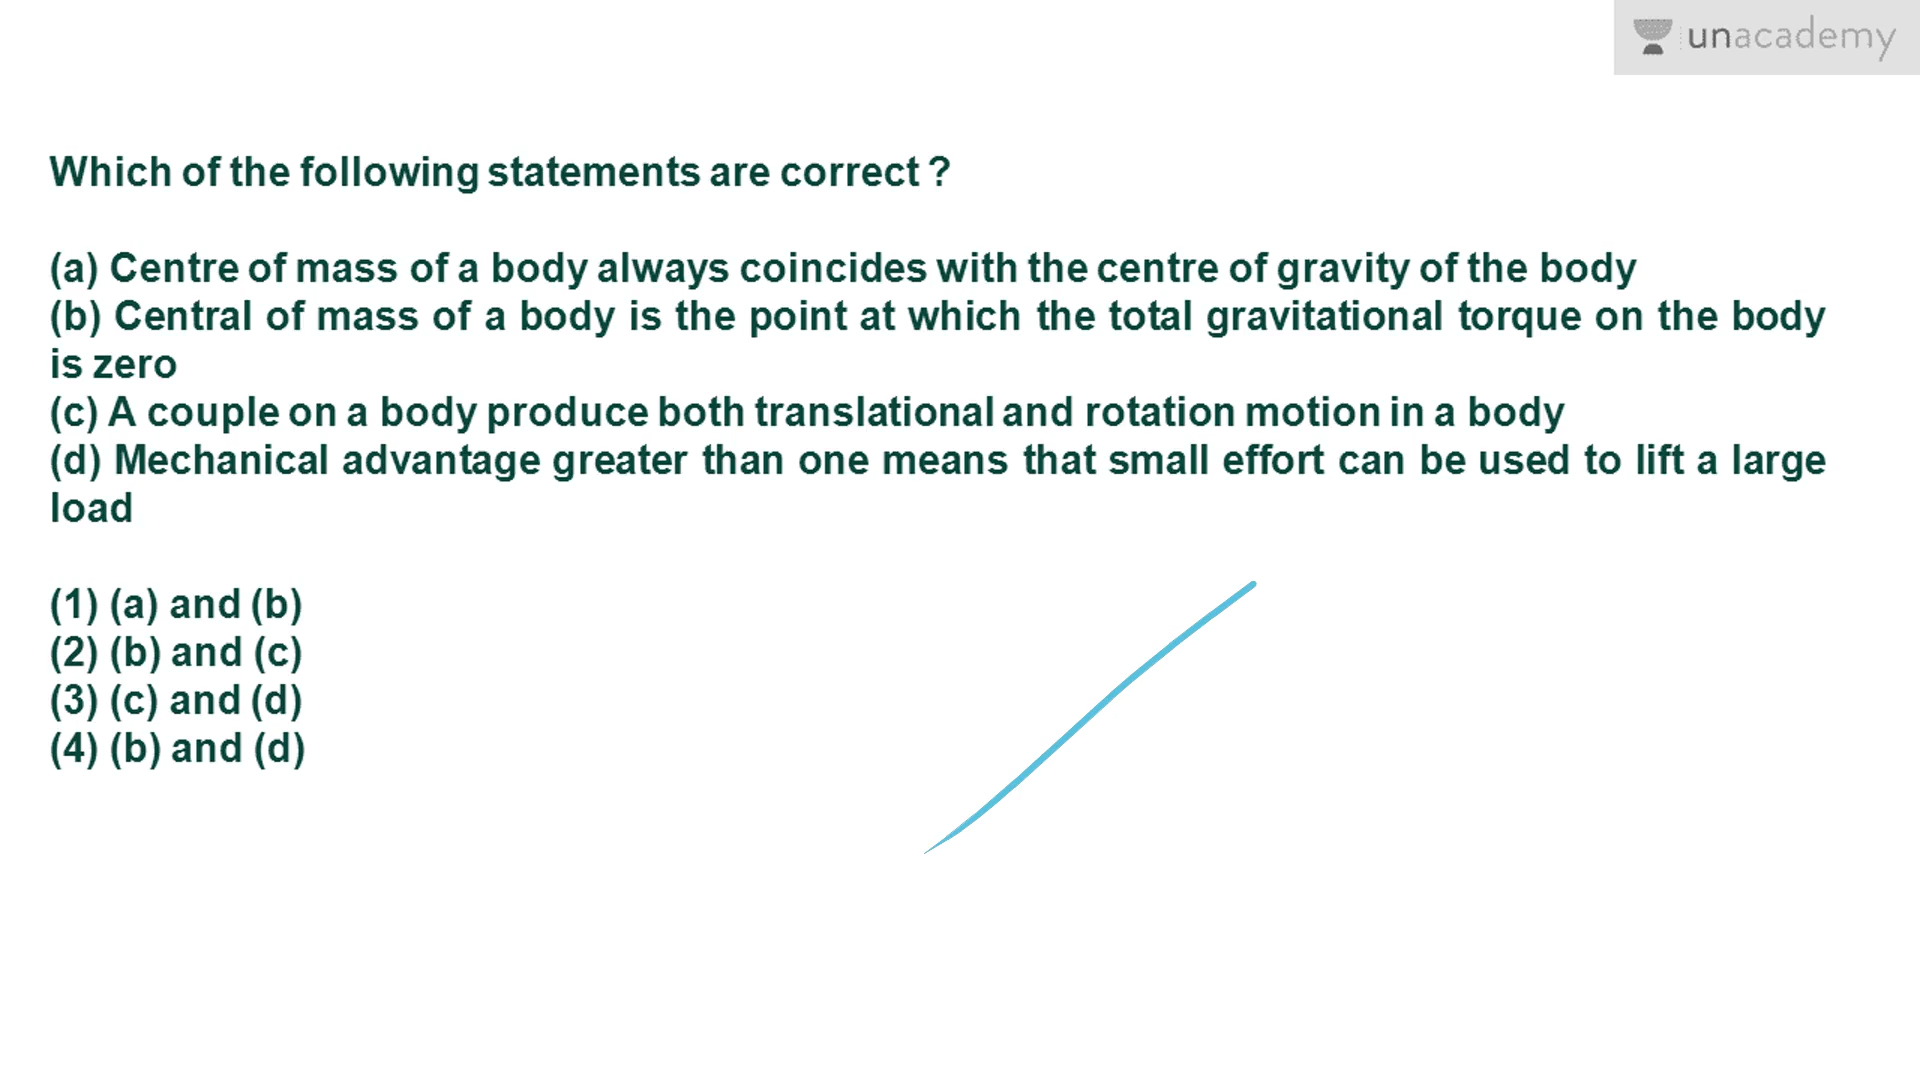 unacademy
Which of the following statements are correct ?
(a) Centre of mass of a body always coincides with the centre of gravity of the body
(b) Central of mass of a body is the point at which the total gravitational torque on the body
is zero
(c) A couple on a body produce both translational and rotation motion in a body
(d) Mechanical advantage greater than one means that small effort can be used to lift a large
load
(1) (a) and (b)
(2) (b) and (c)
(3) (c) and (d)
(4) (b) and (d)